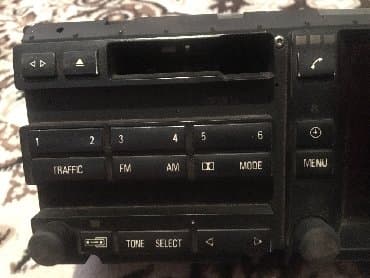 1 2 3 4 5 6
TRAFFIC FM AM MODE
MENU
TONE SELECT